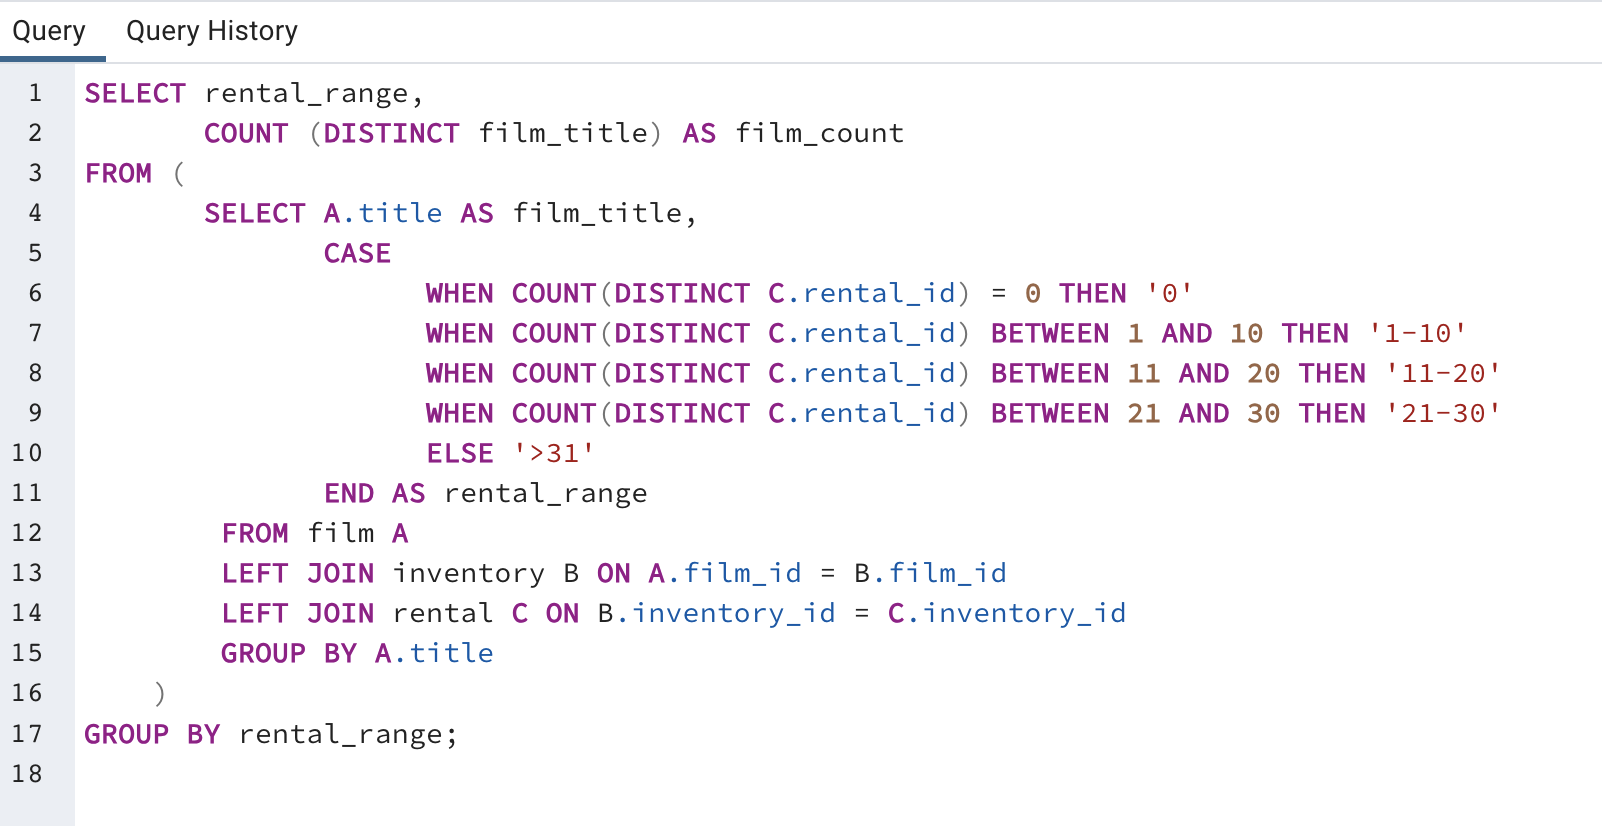 Query Query History
1 SELECT rental_range,
2 COUNT (DISTINCT film_title) AS film_count
3 FROM (
4 SELECT A.title AS film_title,
5 CASE
6 WHEN COUNT(DISTINCT C.rental_id) = 0 THEN '0'
7 WHEN COUNT(DISTINCT C.rental_id) BETWEEN 1 AND 10 THEN '1-10'
8 WHEN COUNT(DISTINCT C.rental_id) BETWEEN 11 AND 20 THEN '11-20'
9 WHEN COUNT(DISTINCT C.rental_id) BETWEEN 21 AND 30 THEN '21-30'
10 ELSE '>31'
11 END AS rental_range
12 FROM film A
13 LEFT JOIN inventory B ON A.film_id = B.film_id
14 LEFT JOIN rental C ON B.inventory_id = C.inventory_id
15 GROUP BY A.title
16 )
17 GROUP BY rental_range;
18